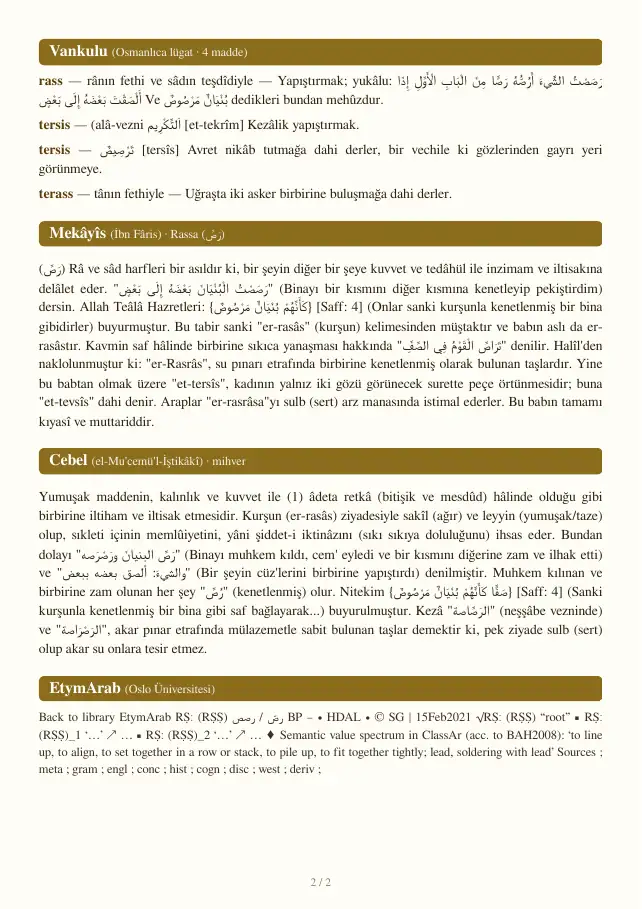 Vankulu (Osmanlıca lügat · 4 madde)
rass — rânın fethi ve sâdın teşdîdiyle — Yapıştırmak; yukâlu: رَصَصْتُ الشَّيءَ أَرُصُّهُ رَصًّا مِنَ الْبَابِ الْأَوَّلِ إِذَا
أَلْصَقْتَ بَعْضَهُ إِلَى بَعْضٍ Ve بُنْيَانٌ مَرْصُوصٌ dedikleri bundan mehûzdur.
tersis — (alâ-vezni اَلتَّكْرِيم [et-tekrîm] Kezâlik yapıştırmak.
tersis — تَرْصِيصٌ [tersîs] Avret nikâb tutmağa dahi derler, bir vechile ki gözlerinden gayrı yeri
görünmeye.
terass — tânın fethiyle — Uğraşta iki asker birbirine buluşmağa dahi derler.
Mekâyîs (İbn Fâris) · Rassa (رَصَّ)
(رَصّ) Râ ve sâd harfleri bir asıldır ki, bir şeyin diğer bir şeye kuvvet ve tedâhül ile inzimam ve iltisakına
delâlet eder. "رَصَصْتُ الْبُنْيَانَ بَعْضَهُ إِلَى بَعْضٍ" (Binayı bir kısmını diğer kısmına kenetleyip pekiştirdim)
dersin. Allah Teâlâ Hazretleri: {كَأَنَّهُمْ بُنْيَانٌ مَرْصُوصٌ} [Saff: 4] (Onlar sanki kurşunla kenetlenmiş bir bina
gibidirler) buyurmuştur. Bu tabir sanki "er-rasâs" (kurşun) kelimesinden müştaktır ve babın aslı da er-
rasâstır. Kavmin saf hâlinde birbirine sıkıca yanaşması hakkında "تَرَاصَّ الْقَوْمُ فِي الصَّفِّ" denilir. Halîl'den
naklolunmuştur ki: "er-Rasrâs", su pınarı etrafında birbirine kenetlenmiş olarak bulunan taşlardır. Yine
bu babtan olmak üzere "et-tersîs", kadının yalnız iki gözü görünecek surette peçe örtünmesidir; buna
"et-tevsîs" dahi denir. Araplar "er-rasrâsa"yı sulb (sert) arz manasında istimal ederler. Bu babın tamamı
kıyasî ve muttariddir.
Cebel (el-Mu'cemü'l-İştikâkî) · mihver
Yumuşak maddenin, kalınlık ve kuvvet ile (1) âdeta retkâ (bitişik ve mesdûd) hâlinde olduğu gibi
birbirine iltiham ve iltisak etmesidir. Kurşun (er-rasâs) ziyadesiyle sakîl (ağır) ve leyyin (yumuşak/taze)
olup, sıkleti içinin memlûiyetini, yâni şiddet-i iktinâzını (sıkı sıkıya doluluğunu) ihsas eder. Bundan
dolayı "رَصّ البنيانَ ورَصْرَصه" (Binayı muhkem kıldı, cem' eyledi ve bir kısmını diğerine zam ve ilhak etti)
ve "والشيءَ: ألصق بعضه ببعض" (Bir şeyin cüz'lerini birbirine yapıştırdı) denilmiştir. Muhkem kılınan ve
birbirine zam olunan her şey "رُصَّ" (kenetlenmiş) olur. Nitekim {صَفًّا كَأَنَّهُمْ بُنْيَانٌ مَرْصُوصٌ} [Saff: 4] (Sanki
kurşunla kenetlenmiş bir bina gibi saf bağlayarak...) buyurulmuştur. Kezâ "الرَصَّاصة" (neşşâbe vezninde)
ve "الرَصْرَاصة", akar pınar etrafında mülazemetle sabit bulunan taşlar demektir ki, pek ziyade sulb (sert)
olup akar su onlara tesir etmez.
EtymArab (Oslo Üniversitesi)
Back to library EtymArab RṢ: (RṢṢ) رصّ / رصص BP – ▪ HDAL ▪ © SG | 15Feb2021 √RṢ: (RṢṢ) “root” ▪ RṢ:
(RṢṢ)_1 ‘…’ ↗ … ▪ RṢ: (RṢṢ)_2 ‘…’ ↗ … ♦ Semantic value spectrum in ClassAr (acc. to BAH2008): ‘to line
up, to align, to set together in a row or stack, to pile up, to fit together tightly; lead, soldering with lead’ Sources ;
meta ; gram ; engl ; conc ; hist ; cogn ; disc ; west ; deriv ;
2 / 2